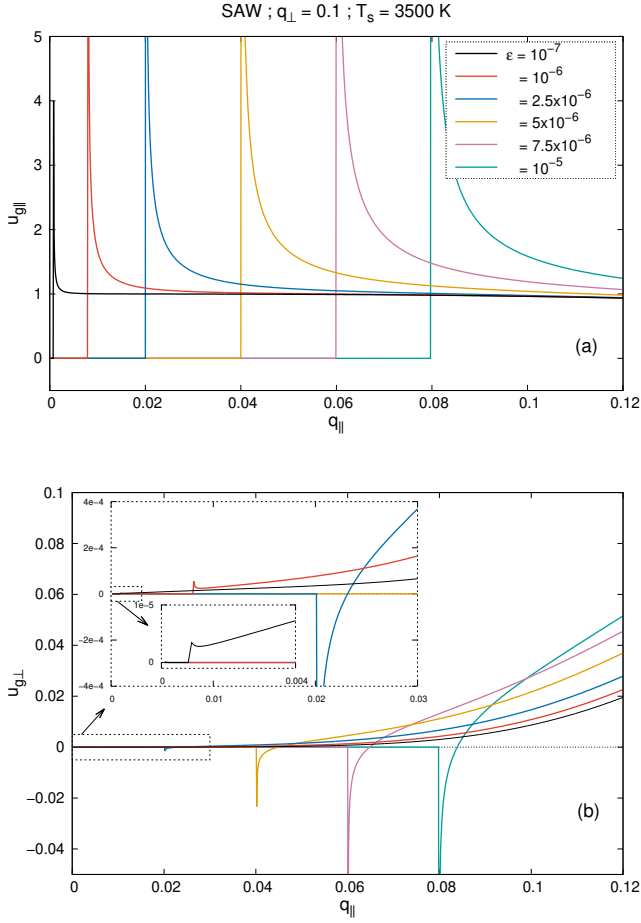 SAW ; q⊥ = 0.1 ; Tₛ = 3500 K
5
4
3
2
1
0
u_g∥
ε = 10⁻⁷
= 10⁻⁶
= 2.5x10⁻⁶
= 5x10⁻⁶
= 7.5x10⁻⁶
= 10⁻⁵
(a)
0 0.02 0.04 0.06 0.08 0.1 0.12
q∥
0.1
0.08
0.06
0.04
0.02
0
−0.02
−0.04
u_g⊥
4e−4
2e−4
0
−2e−4
−4e−4
1e−5
0
0 0.004
0 0.01 0.02 0.03
(b)
0 0.02 0.04 0.06 0.08 0.1 0.12
q∥